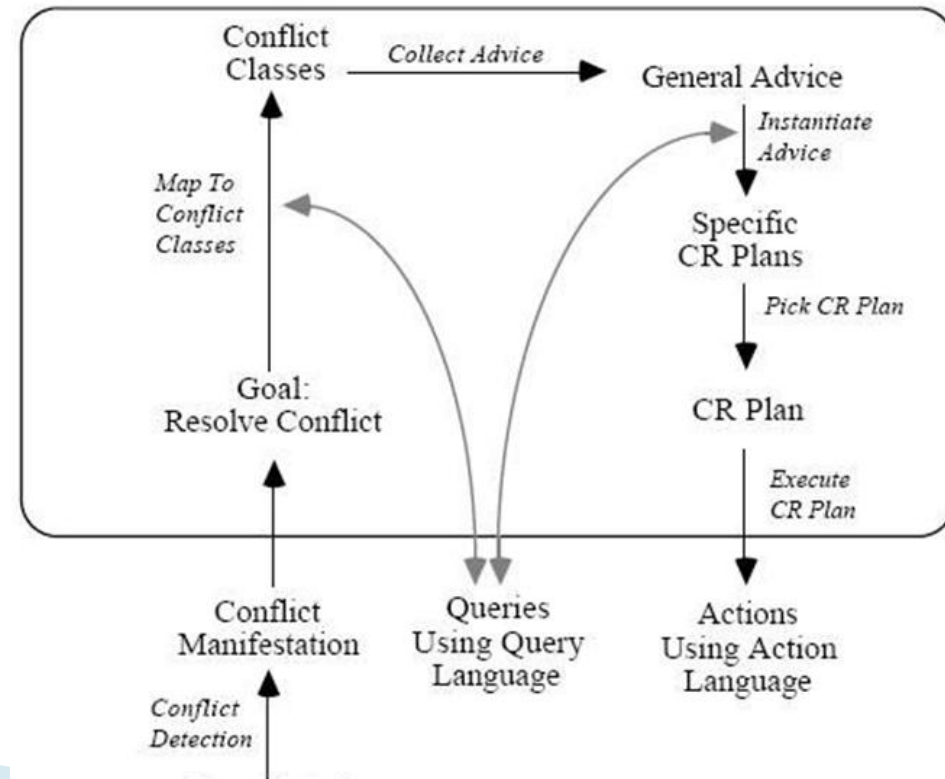 Conflict
Classes
Collect Advice
General Advice
Instantiate
Advice
Map To
Conflict
Classes
Specific
CR Plans
Pick CR Plan
Goal:
Resolve Conflict
CR Plan
Execute
CR Plan
Conflict
Manifestation
Queries
Using Query
Language
Actions
Using Action
Language
Conflict
Detection